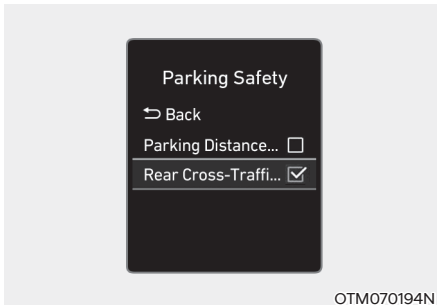 Parking Safety
Back
Parking Distance...
Rear Cross-Traffi...
OTM070194N